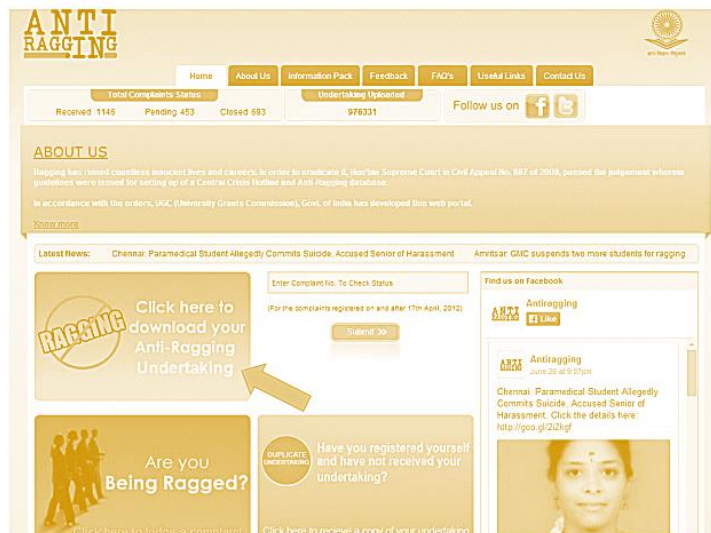 ANTI
RAGGING
Home About Us Information Pack Feedback FAQ's Useful Links Contact Us
Total Complaints Status
Received 1146 Pending 453 Closed 693
Undertaking Uploaded
976331
Follow us on
ABOUT US
Ragging has ruined countless innocent lives and careers. In order to eradicate it, Hon'ble Supreme Court in Civil Appeal No. 887 of 2009, passed the judgement wherein
guidelines were issued for setting up of a Central Crisis Hotline and Anti-Ragging database.
In accordance with the orders, UGC (University Grants Commission), Govt. of India has developed this web portal.
Know more
Latest News: Chennai: Paramedical Student Allegedly Commits Suicide, Accused Senior of Harassment Amritsar: GMC suspends two more students for ragging
RAGGING
Click here to
download your
Anti-Ragging
Undertaking
Enter Complaint No. To Check Status
(For the complaints registered on and after 17th April, 2012)
Submit >>
Find us on Facebook
ANTI
RAGGING
Antiragging
Like
ANTI
RAGGING
Antiragging
June 26 at 9:07pm
Chennai: Paramedical Student Allegedly
Commits Suicide, Accused Senior of
Harassment. Click the details here:
Are you
Being Ragged?
Click here to lodge a complaint
DUPLICATE
UNDERTAKING
Have you registered yourself
and have not received your
undertaking?
Click here to recieve a copy of your undertaking